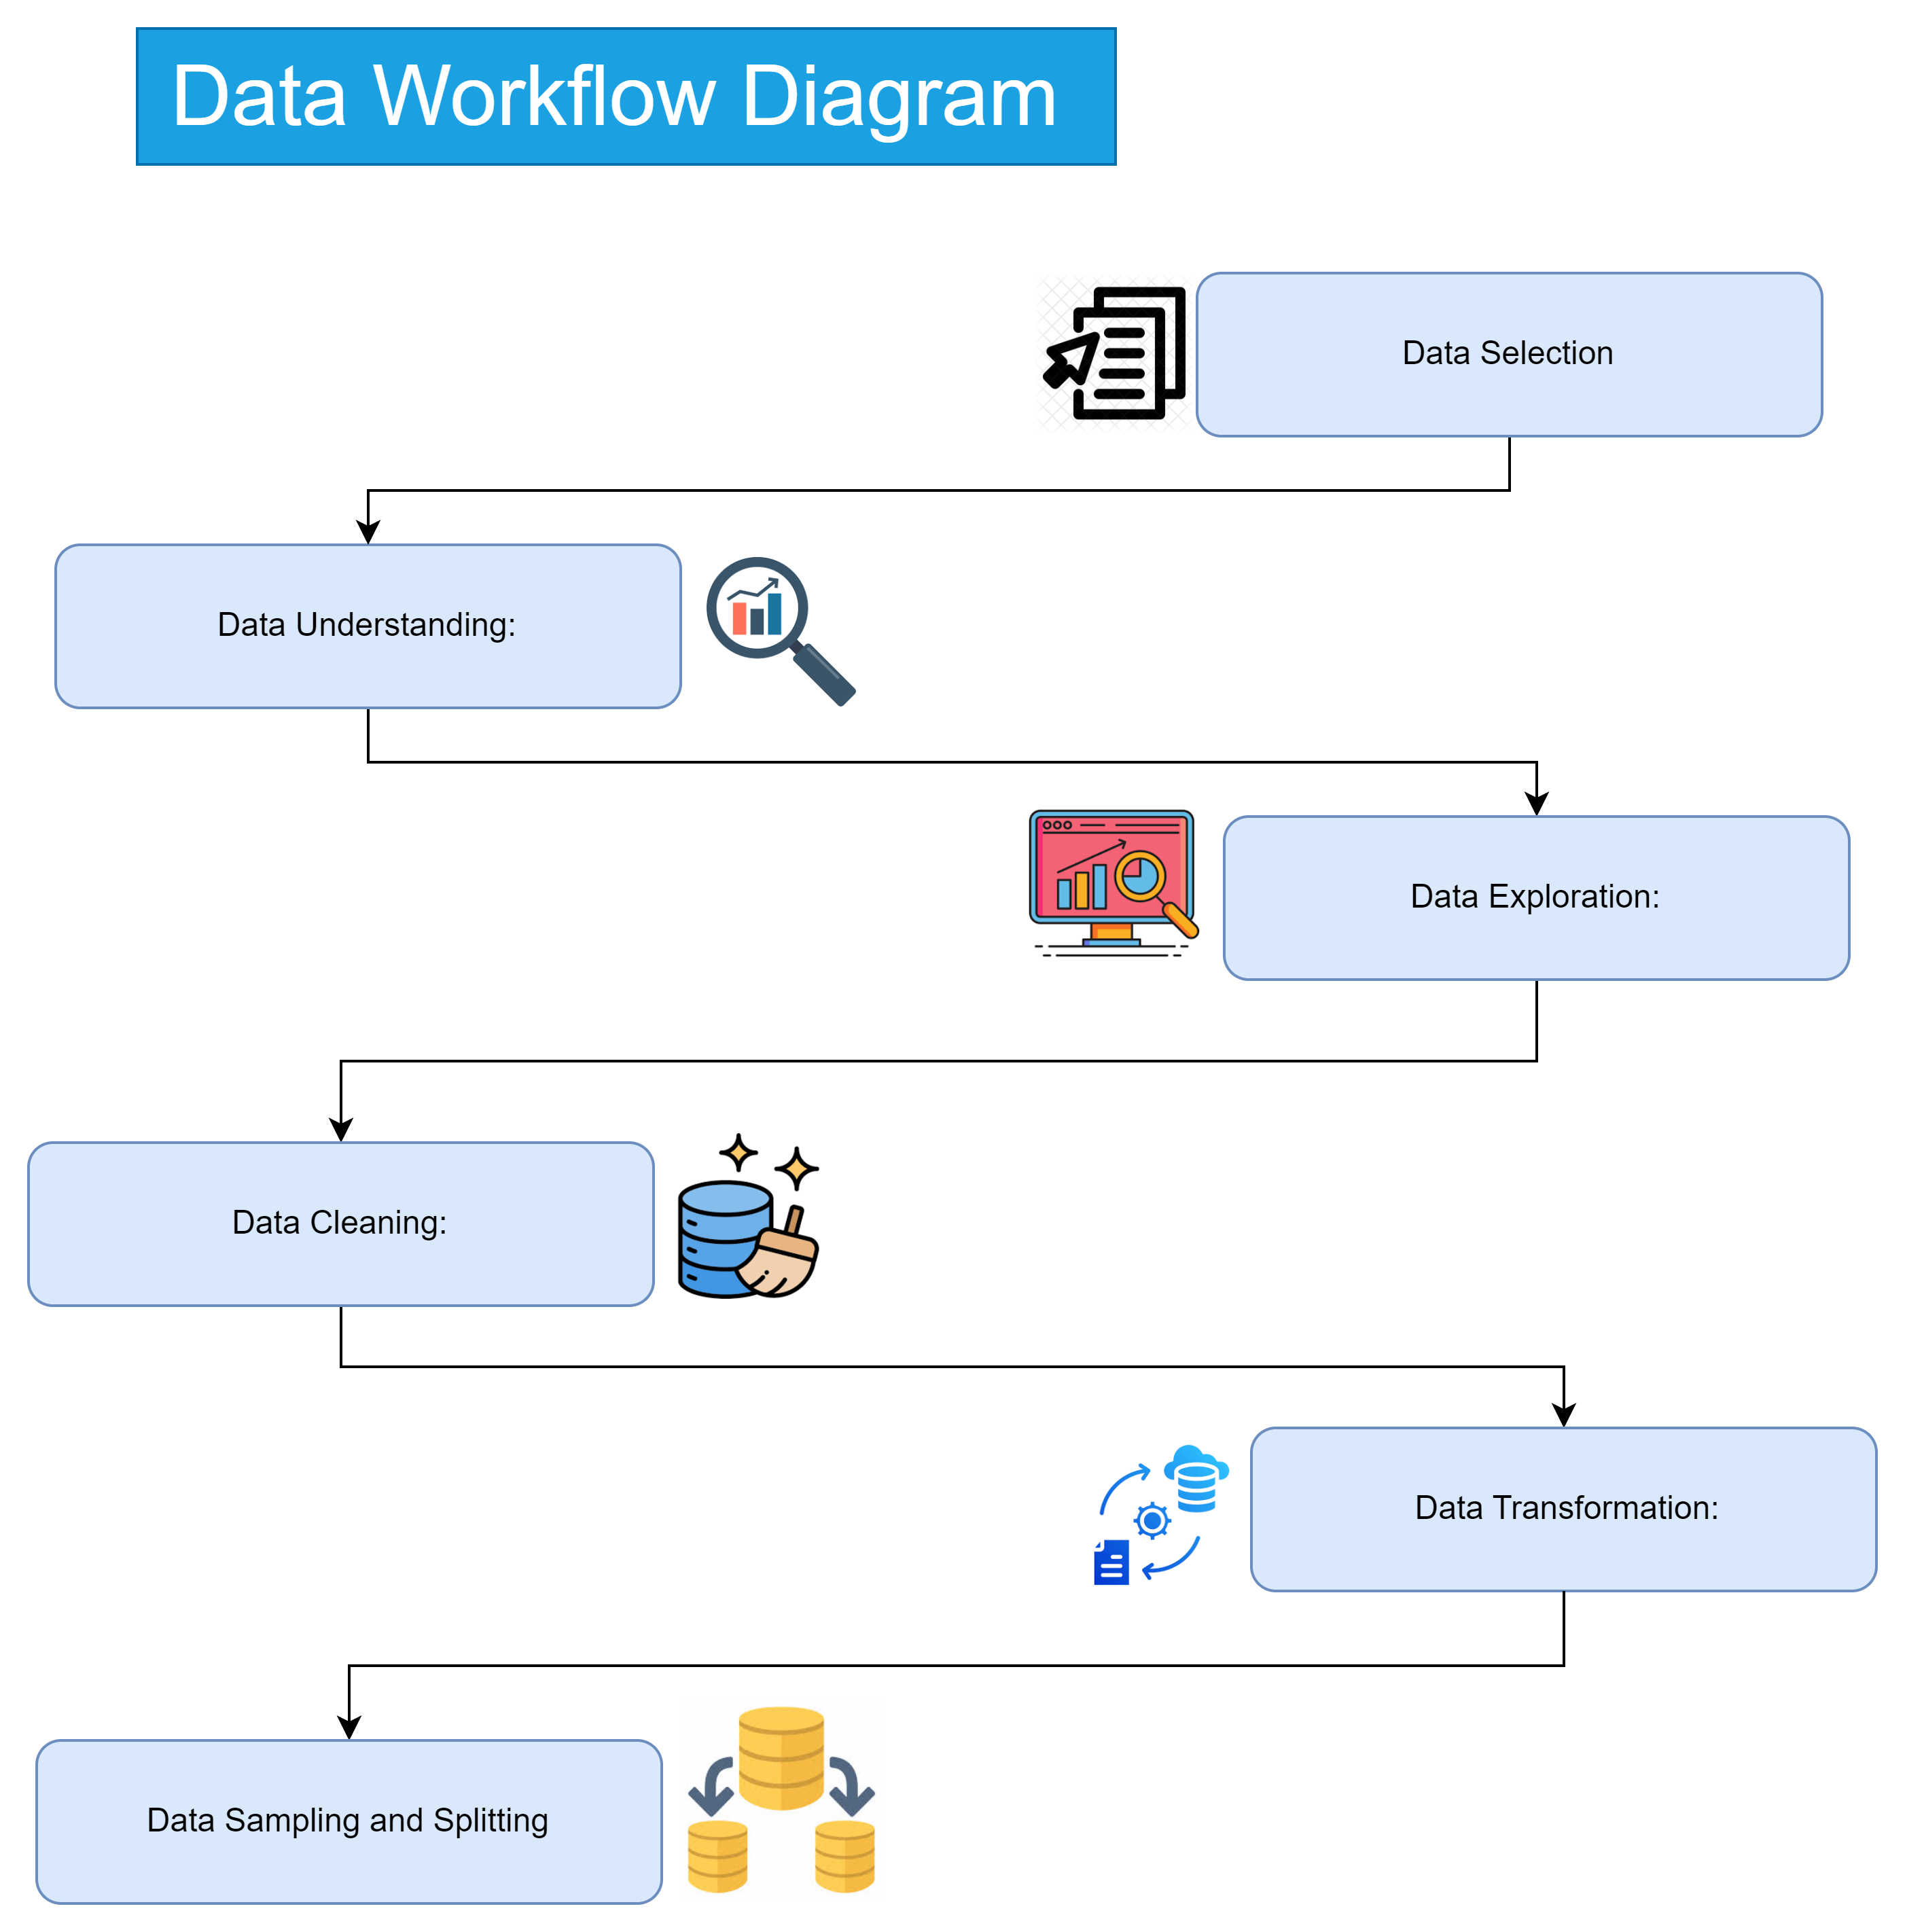 Data Workflow Diagram
Data Selection
Data Understanding:
Data Exploration:
Data Cleaning:
Data Transformation:
Data Sampling and Splitting